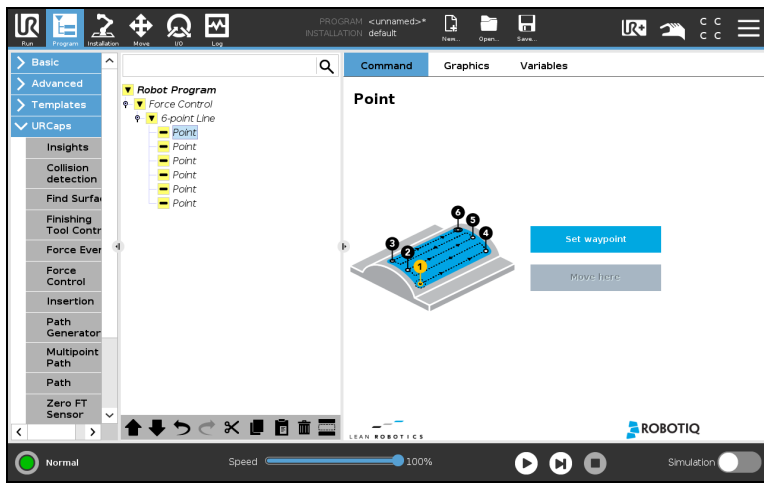 PROGRAM <unnamed>*
INSTALLATION default
Run
Program
Installation
Move
I/O
Log
New...
Open...
Save...
UR+
C C
C C
Basic
Advanced
Templates
URCaps
Insights
Collision
detection
Find Surfa
Finishing
Tool Contr
Force Even
Force
Control
Insertion
Path
Generator
Multipoint
Path
Path
Zero FT
Sensor
Robot Program
Force Control
6-point Line
Point
Point
Point
Point
Point
Point
Command
Graphics
Variables
Point
6
5
4
3
2
1
Set waypoint
Move here
LEAN ROBOTICS
ROBOTIQ
Normal
Speed
100%
Simulation